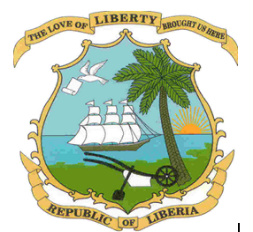 THE LOVE OF LIBERTY BROUGHT US HERE
REPUBLIC OF LIBERIA